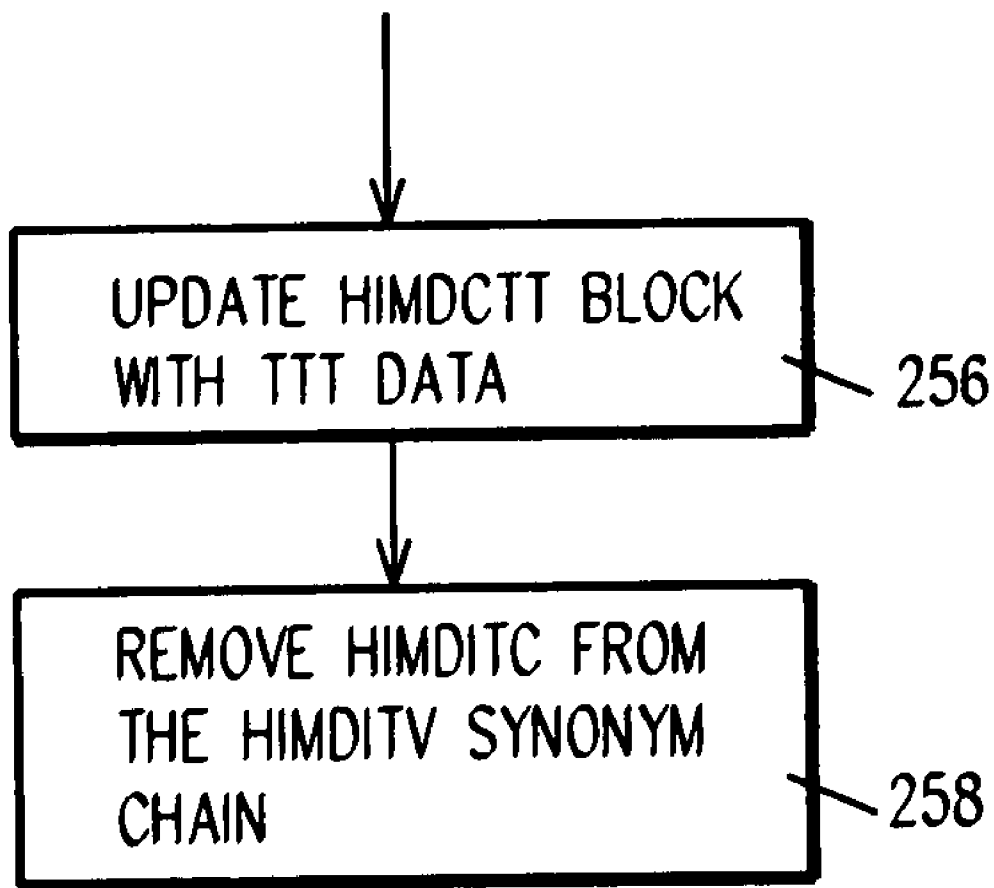 UPDATE HIMDCTT BLOCK
WITH TTT DATA
256
REMOVE HIMDITC FROM
THE HIMDITV SYNONYM
CHAIN
258